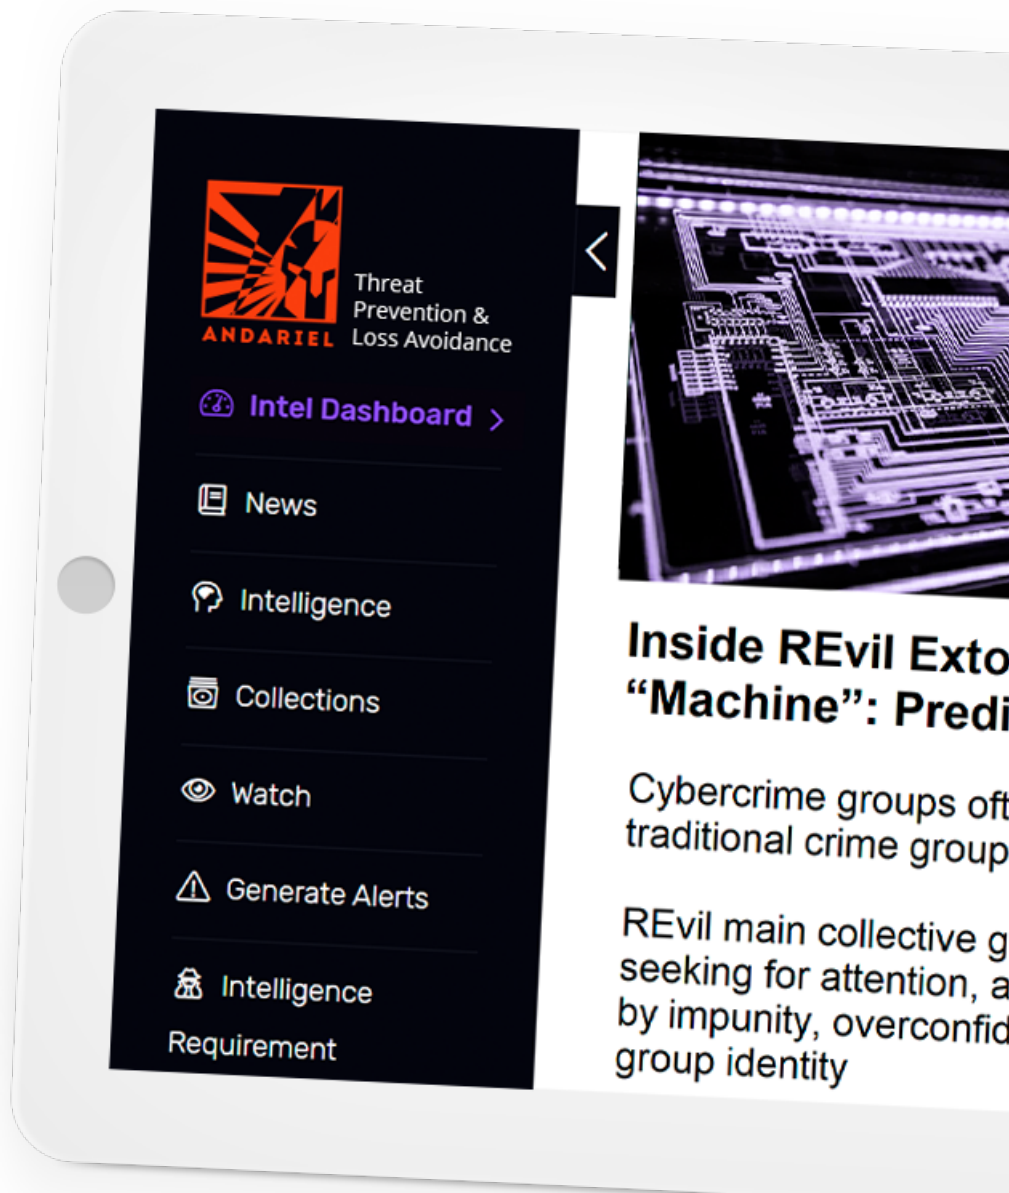 ANDARIEL
Threat
Prevention &
Loss Avoidance
Intel Dashboard
News
Intelligence
Collections
Watch
Generate Alerts
Intelligence
Requirement
Inside REvil Exto
“Machine”: Predi
Cybercrime groups oft
traditional crime group
REvil main collective g
seeking for attention, a
by impunity, overconfid
group identity